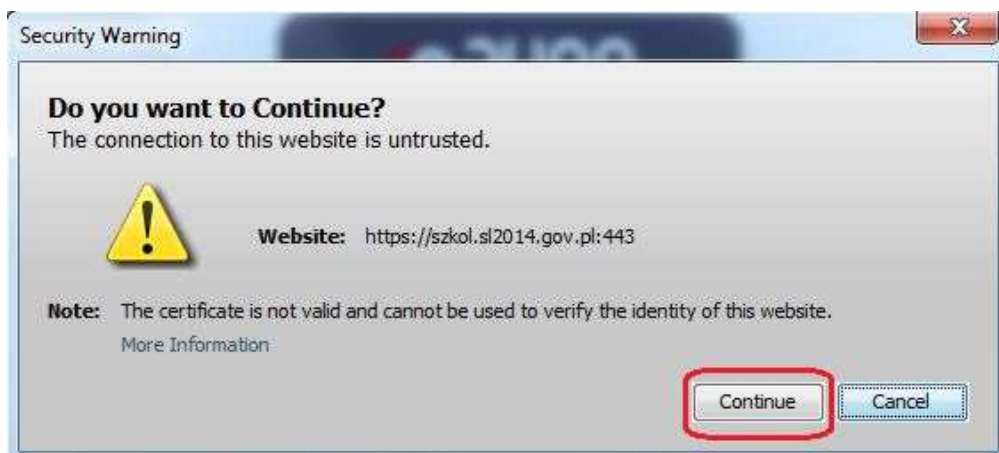 Security Warning
Do you want to Continue?
The connection to this website is untrusted.
Website: https://szkol.sl2014.gov.pl:443
Note: The certificate is not valid and cannot be used to verify the identity of this website.
More Information
Continue Cancel